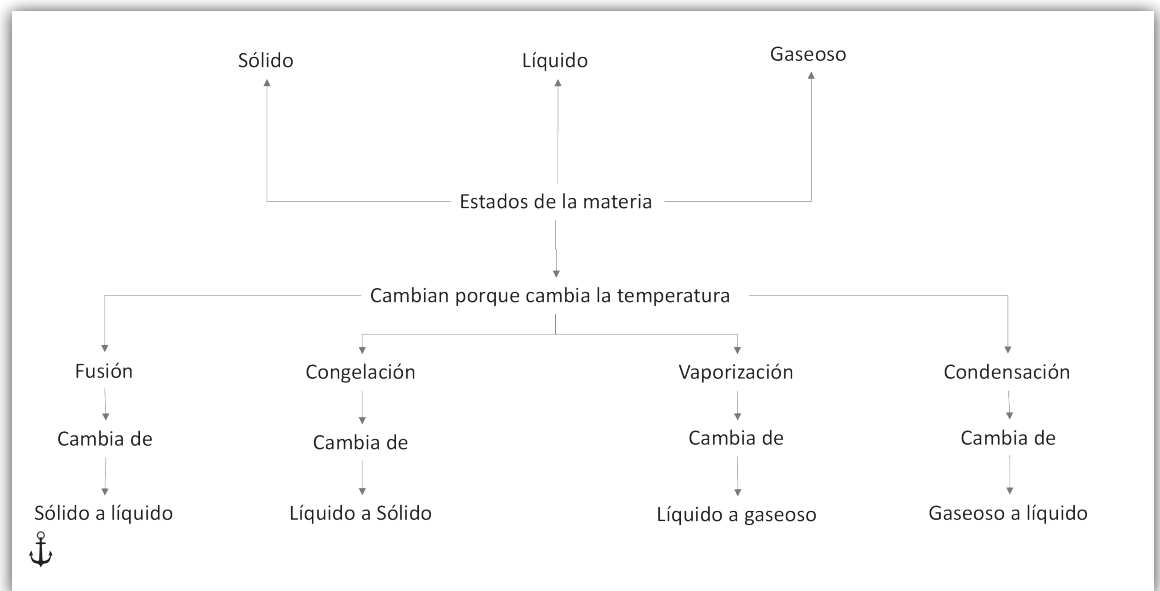 Sólido
Líquido
Gaseoso
Estados de la materia
Cambian porque cambia la temperatura
Fusión
Congelación
Vaporización
Condensación
Cambia de
Cambia de
Cambia de
Cambia de
Sólido a líquido
Líquido a Sólido
Líquido a gaseoso
Gaseoso a líquido